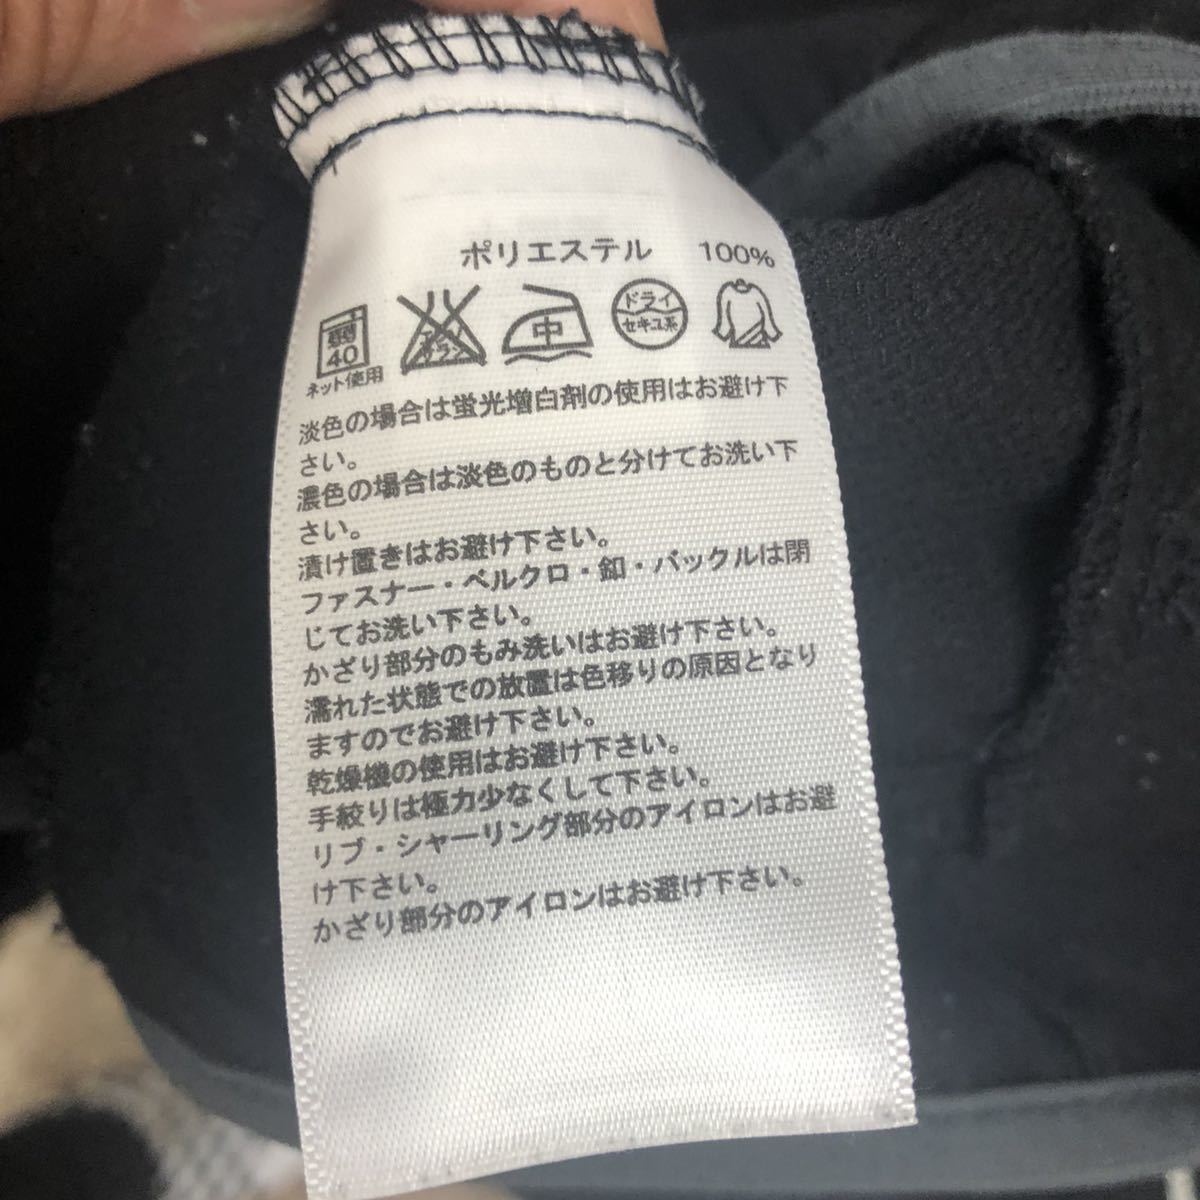 ポリエステル 100%
弱 40 中 ドライ セキユ系
ネット使用
淡色の場合は蛍光増白剤の使用はお避け下
さい。
濃色の場合は淡色のものと分けてお洗い下
さい。
漬け置きはお避け下さい。
ファスナー・ベルクロ・釦・バックルは閉
じてお洗い下さい。
かざり部分のもみ洗いはお避け下さい。
濡れた状態での放置は色移りの原因となり
ますのでお避け下さい。
乾燥機の使用はお避け下さい。
手絞りは極力少なくして下さい。
リブ・シャーリング部分のアイロンはお避
け下さい。
かざり部分のアイロンはお避け下さい。